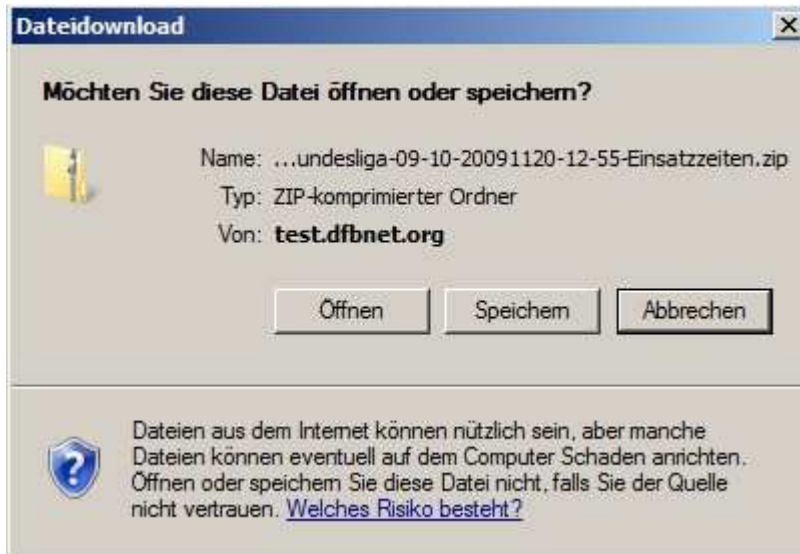 Dateidownload
Möchten Sie diese Datei öffnen oder speichern?
Name: ...undesliga-09-10-20091120-12-55-Einsatzzeiten.zip
Typ: ZIP-komprimierter Ordner
Von: test.dfbnet.org
Öffnen Speichern Abbrechen
Dateien aus dem Internet können nützlich sein, aber manche
Dateien können eventuell auf dem Computer Schaden anrichten.
Öffnen oder speichern Sie diese Datei nicht, falls Sie der Quelle
nicht vertrauen. Welches Risiko besteht?